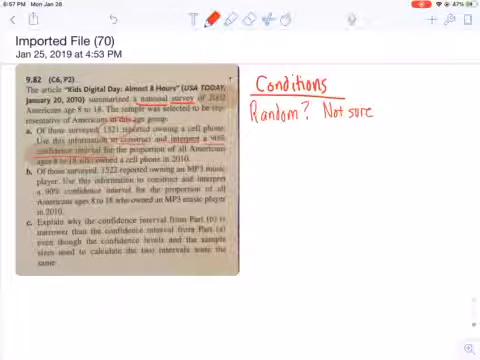 6:57 PM Mon Jan 28
47%
T
Imported File (70)
Jan 25, 2019 at 4:53 PM
9.82 (C6, P2)
The article "Kids Digital Day: Almost 8 Hours" (USA TODAY,
January 20, 2010) summarized a national survey of
Americans age 8 to 18. The sample was selected to be rep-
resentative of Americans in this age group.
a. Of those surveyed, 1321 reported owning a cell phone.
Use this information to construct and interpret a 90%
confidence interval for the proportion of all Americans
ages 8 to 18 who owned a cell phone in 2010.
b. Of those surveyed, 1522 reported owning an MP3 music
player. Use this information to construct and interpret
a 90% confidence interval for the proportion of all
Americans ages 8 to 18 who owned an MP3 music player
in 2010.
c. Explain why the confidence interval from Part (b) is
narrower than the confidence interval from Part (a)
even though the confidence levels and the sample
sizes used to calculate the two intervals were
the same
Conditions
Random? Not sure